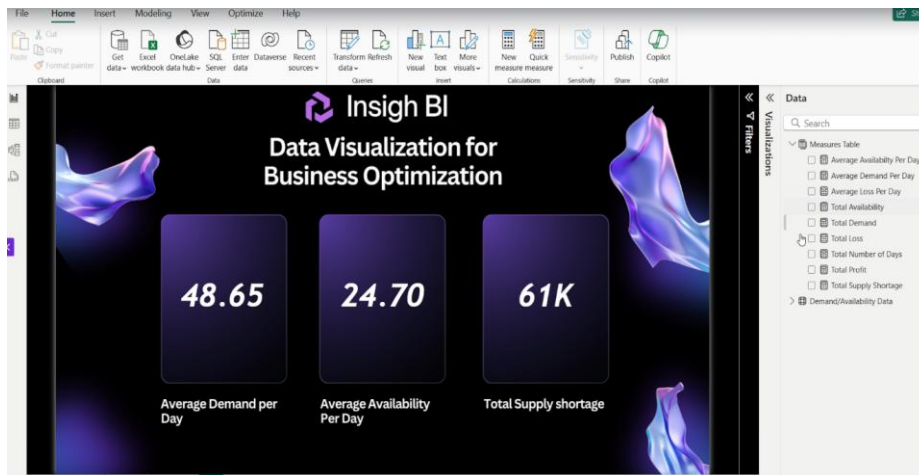 File Home Insert Modeling View Optimize Help
Paste
Cut
Copy
Format painter
Clipboard
Get data
Excel workbook
OneLake data hub
SQL Server
Enter data
Dataverse
Recent sources
Data
Transform data
Refresh
Queries
New visual
Text box
More visuals
Insert
New measure
Quick measure
Calculations
Sensitivity
Sensitivity
Publish
Share
Copilot
Copilot
Insigh BI
Data Visualization for
Business Optimization
48.65
24.70
61K
Average Demand per
Day
Average Availability
Per Day
Total Supply shortage
Filters
Visualizations
Data
Search
Measures Table
Average Availabilty Per Day
Average Demand Per Day
Average Loss Per Day
Total Availability
Total Demand
Total Loss
Total Number of Days
Total Profit
Total Supply Shortage
Demand/Availability Data